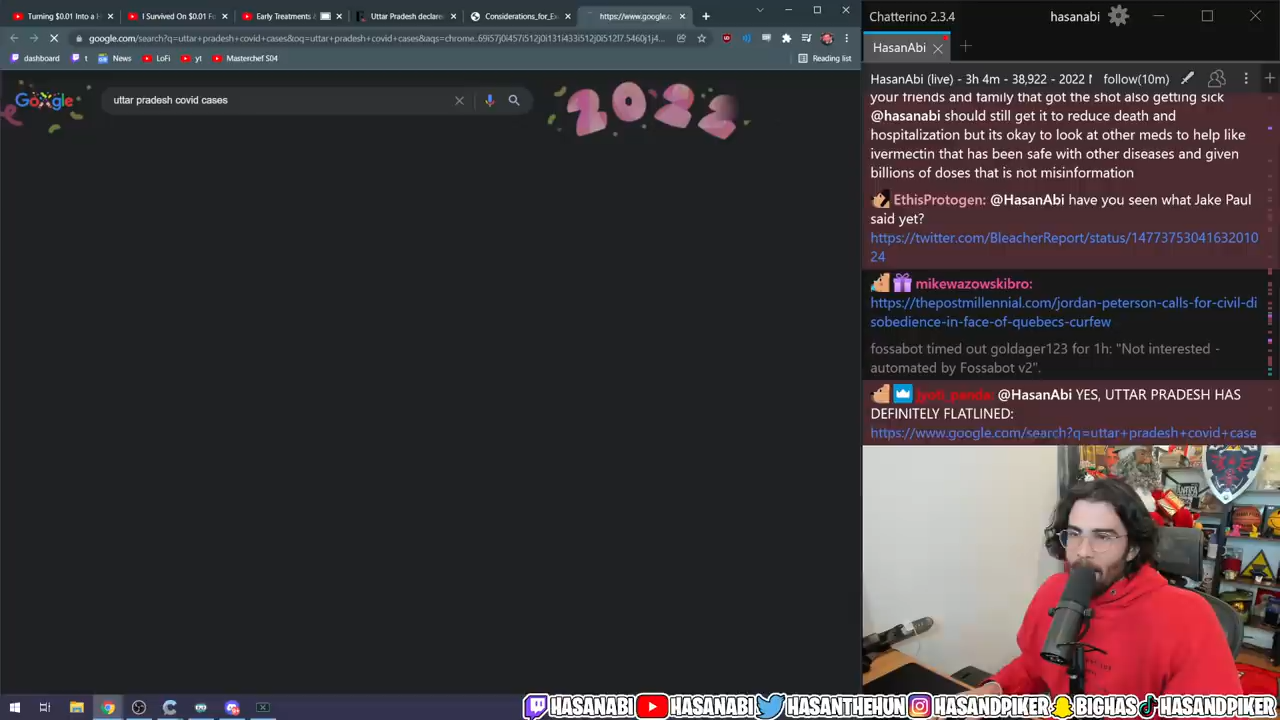 Turning $0.01 Into a H
I Survived On $0.01 Fo
Early Treatments &
Uttar Pradesh declare
Considerations_for_Ex
https://www.google.c
google.com/search?q=uttar+pradesh+covid+cases&oq=uttar+pradesh+covid+cases&aqs=chrome..69i57j0i457i512j0i131i433i512j0i512l7.5460j1j4...
dashboard
t
News
LoFi
yt
Masterchef S04
Reading list
Google
uttar pradesh covid cases
2022
Chatterino 2.3.4
hasanabi
HasanAbi
HasanAbi (live) - 3h 4m - 38,922 - 2022 follow(10m)
your friends and family that got the shot also getting sick
@hasanabi should still get it to reduce death and
hospitalization but its okay to look at other meds to help like
ivermectin that has been safe with other diseases and given
billions of doses that is not misinformation
EthisProtogen: @HasanAbi have you seen what Jake Paul
said yet?
https://twitter.com/BleacherReport/status/14773753041632010
24
mikewazowskibro:
https://thepostmillennial.com/jordan-peterson-calls-for-civil-di
sobedience-in-face-of-quebecs-curfew
fossabot timed out goldager123 for 1h: "Not interested -
automated by Fossabot v2".
jyoti_panda: @HasanAbi YES, UTTAR PRADESH HAS
DEFINITELY FLATLINED:
https://www.google.com/search?q=uttar+pradesh+covid+case
HASANABI
HASANABI
HASANTHEHUN
HASANDPIKER
BIGHAS
HASANDPIKER